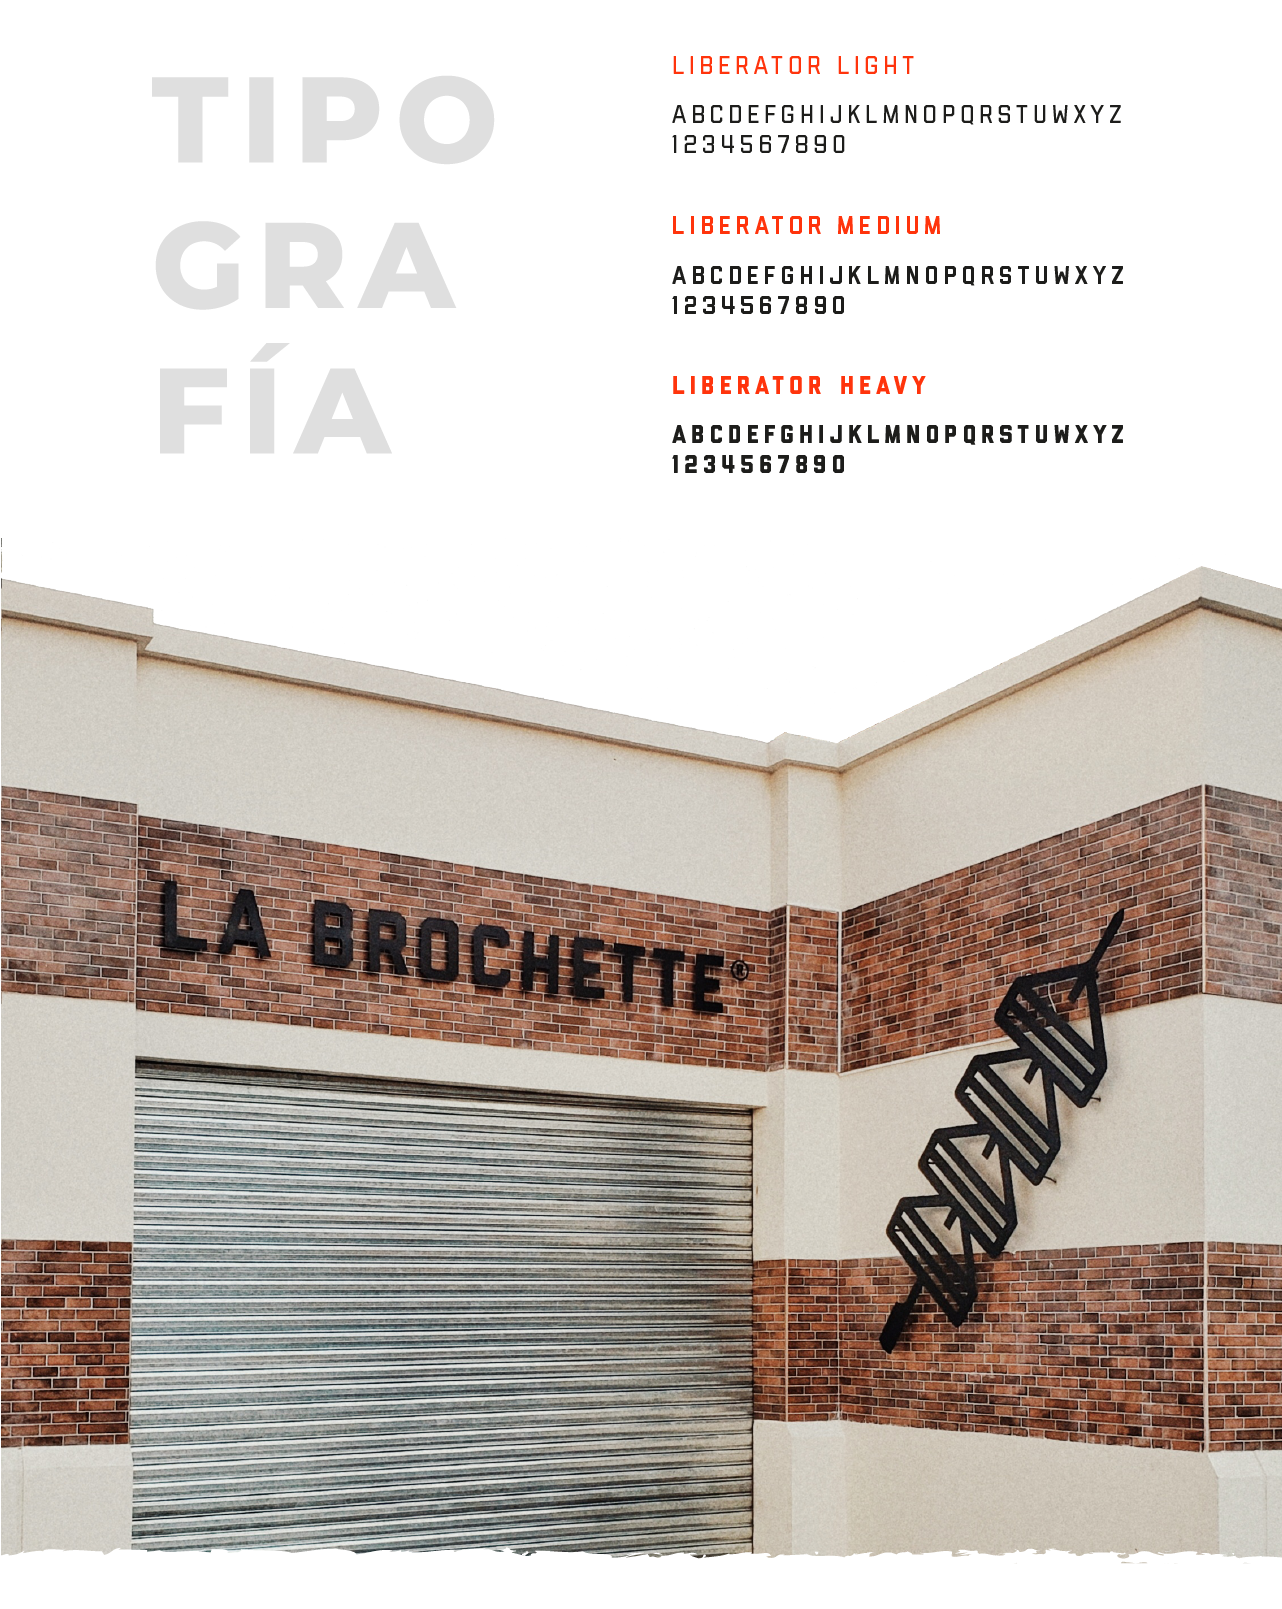 TIPO
GRA
FÍA
LIBERATOR LIGHT
ABCDEFGHIJKLMNOPQRSTUWXYZ
1234567890
LIBERATOR MEDIUM
ABCDEFGHIJKLMNOPQRSTUWXYZ
1234567890
LIBERATOR HEAVY
ABCDEFGHIJKLMNOPQRSTUWXYZ
1234567890
LA BROCHETTE®